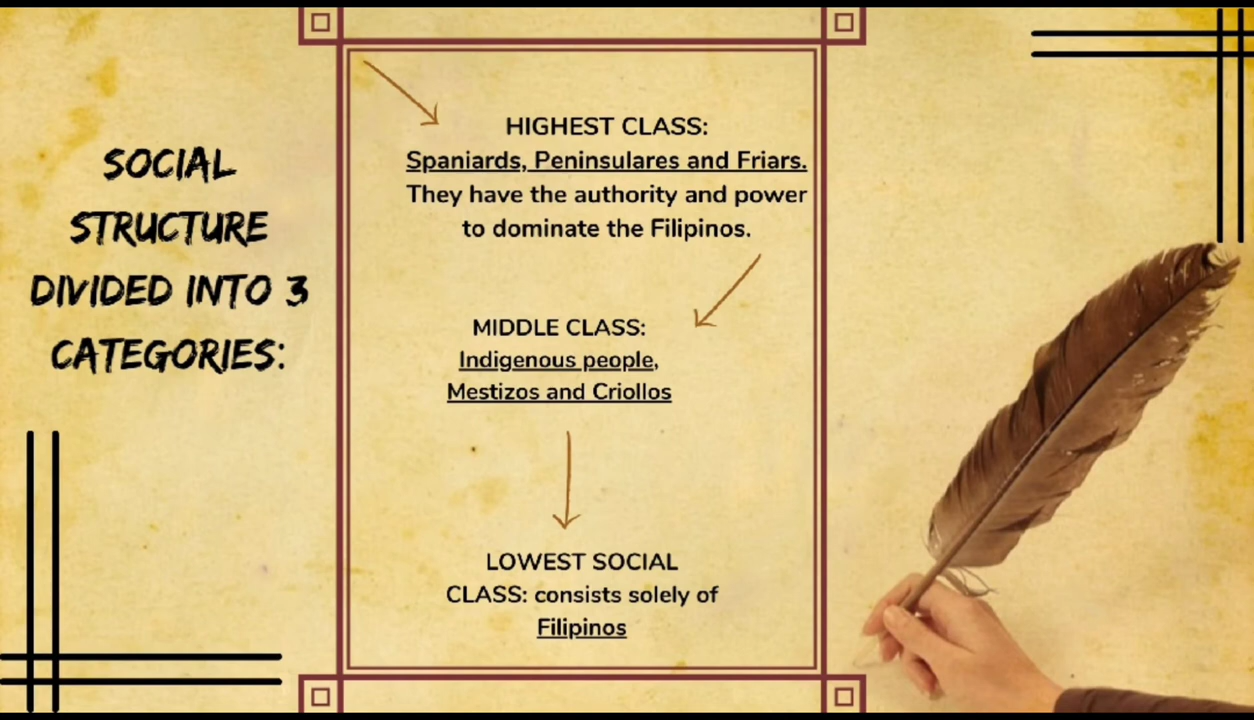 SOCIAL
STRUCTURE
DIVIDED INTO 3
CATEGORIES:
HIGHEST CLASS:
Spaniards, Peninsulares and Friars.
They have the authority and power
to dominate the Filipinos.
MIDDLE CLASS:
Indigenous people,
Mestizos and Criollos
LOWEST SOCIAL
CLASS: consists solely of
Filipinos